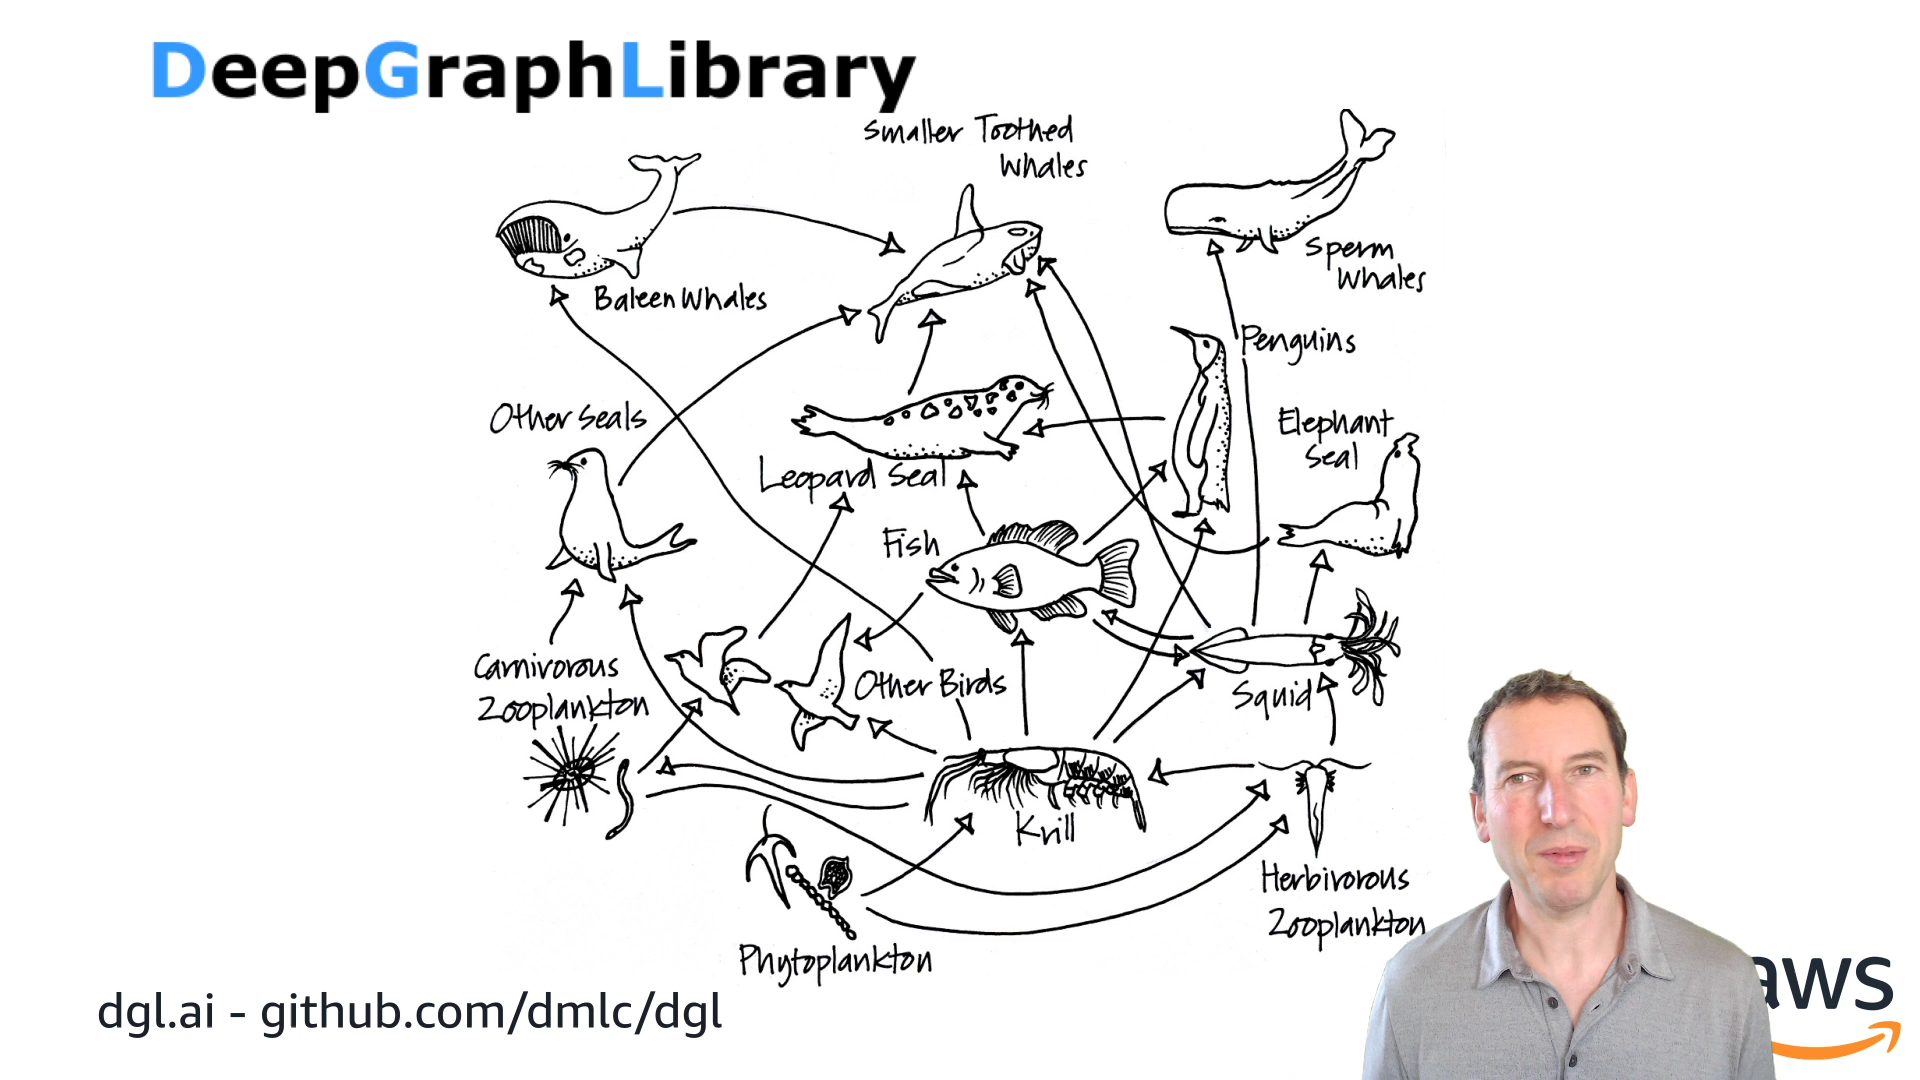 DeepGraphLibrary
Smaller Toothed
Whales
Sperm
Whales
Baleen Whales
Penguins
Other Seals
Elephant
Seal
Leopard Seal
Fish
Carnivorous
Zooplankton
Other Birds
Squid
Krill
Herbivorous
Zooplankton
Phytoplankton
dgl.ai - github.com/dmlc/dgl
aws